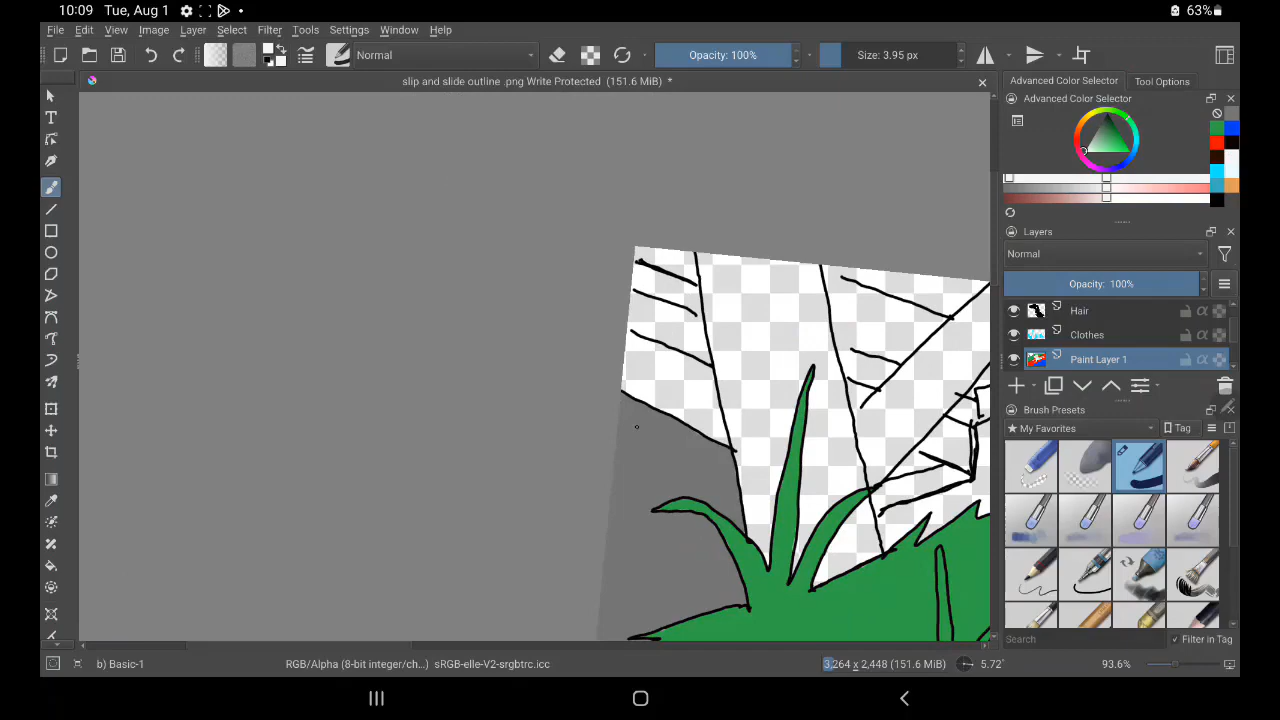 10:09 Tue, Aug 1 63%
File Edit View Image Layer Select Filter Tools Settings Window Help
Normal Opacity: 100% Size: 3.95 px
slip and slide outline .png Write Protected (151.6 MiB) *
Advanced Color Selector Tool Options
Advanced Color Selector
Layers
Normal
Opacity: 100%
Hair
Clothes
Paint Layer 1
Brush Presets
★ My Favorites Tag
Search ✓ Filter in Tag
b) Basic-1 RGB/Alpha (8-bit integer/ch...) sRGB-elle-V2-srgbtrc.icc 3,264 x 2,448 (151.6 MiB) 5.72° 93.6%